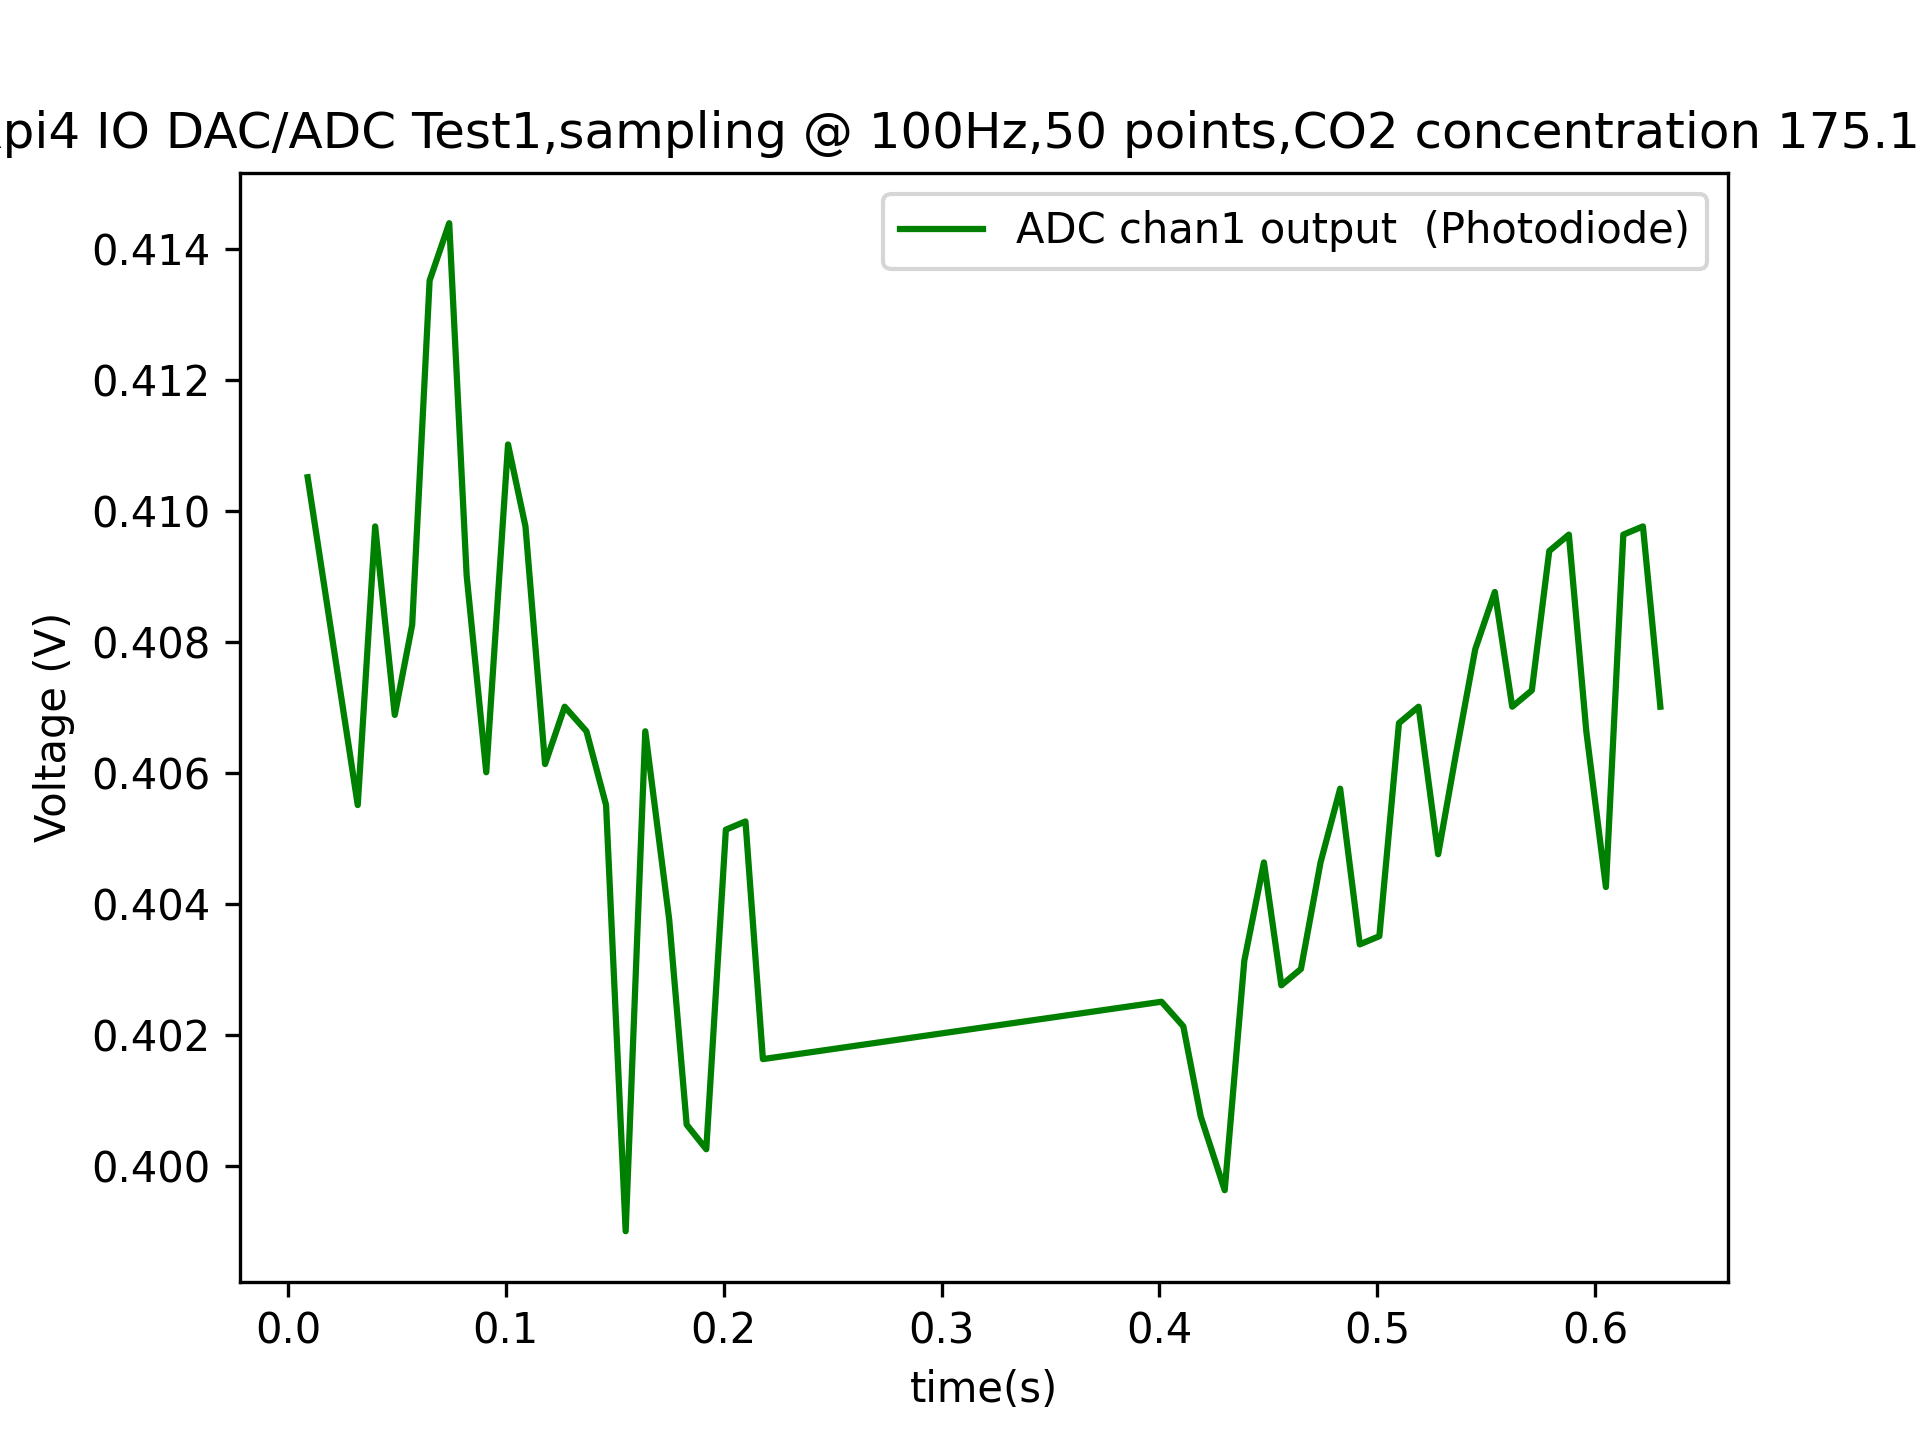 pi4 IO DAC/ADC Test1,sampling @ 100Hz,50 points,CO2 concentration 175.1
ADC chan1 output  (Photodiode)
0.414
0.412
0.410
0.408
0.406
0.404
0.402
0.400
Voltage (V)
0.0 0.1 0.2 0.3 0.4 0.5 0.6
time(s)